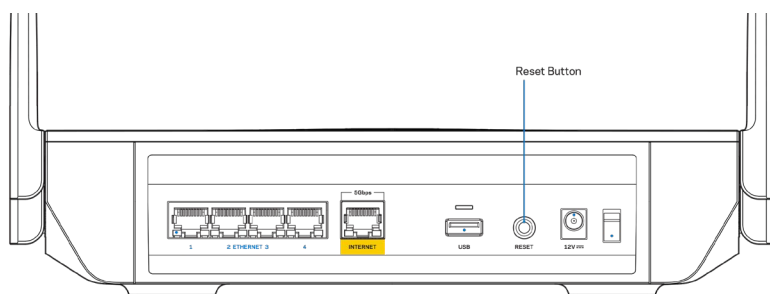 Reset Button
5Gbps
1 2 ETHERNET 3 4 INTERNET USB RESET 12V ⎓